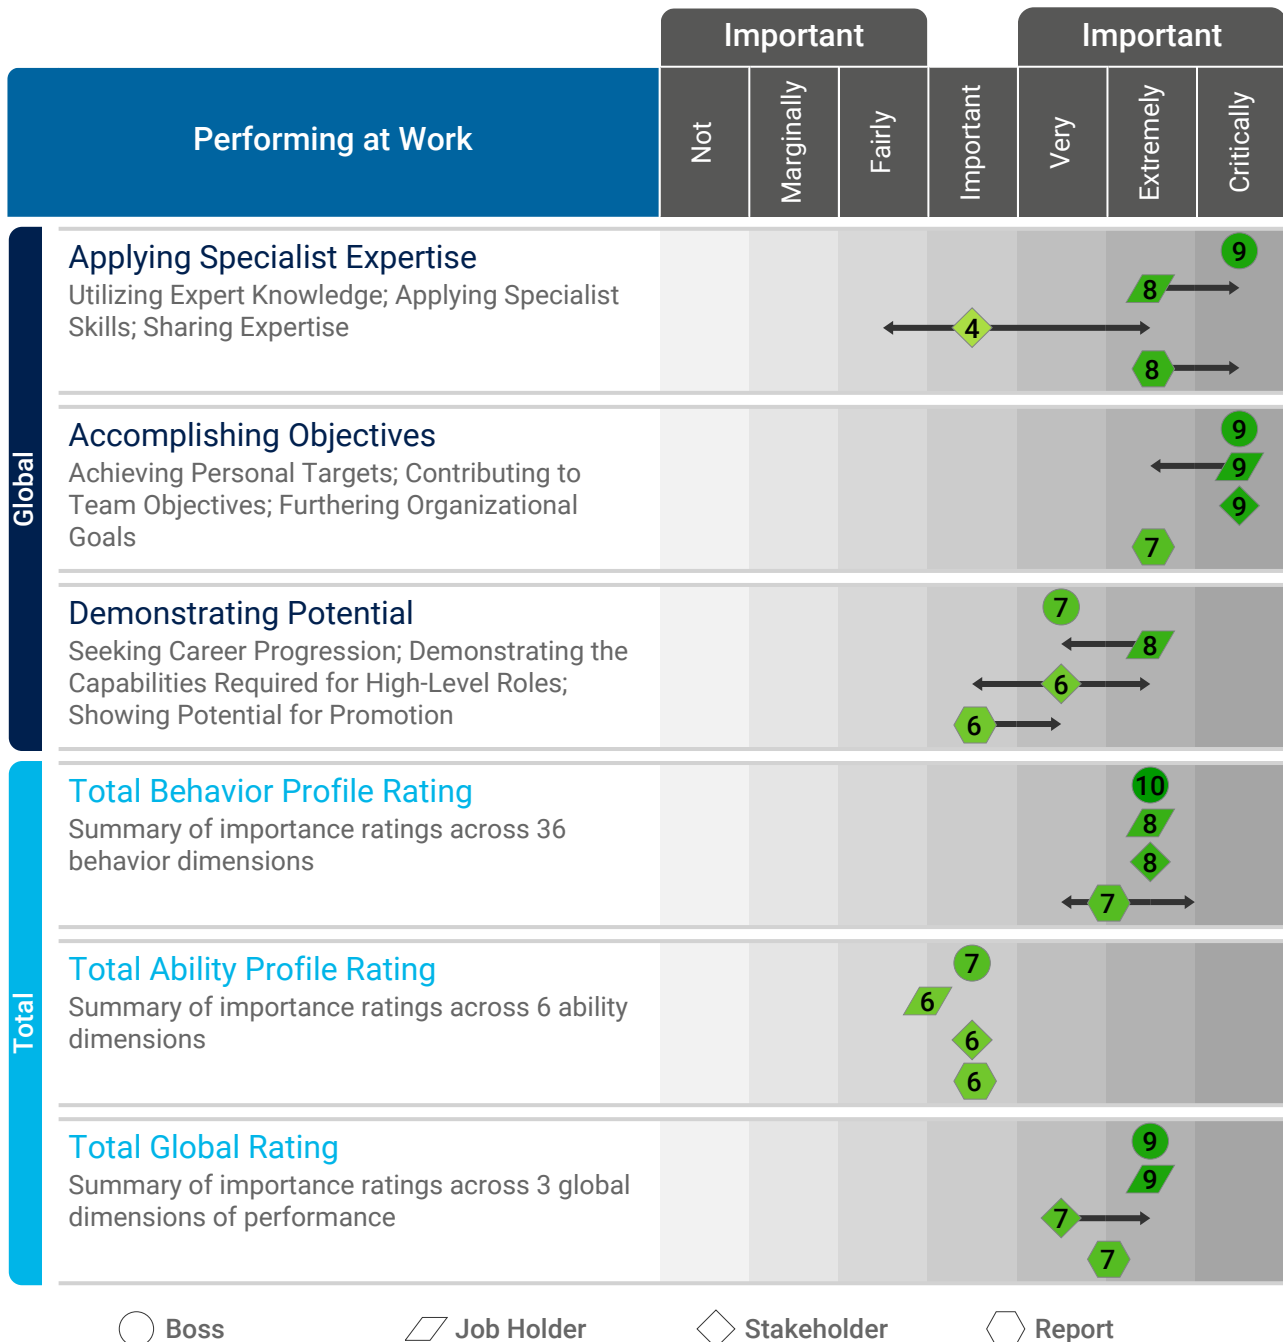 Important
Important
Performing at Work
Not
Marginally
Fairly
Important
Very
Extremely
Critically
Global
Applying Specialist Expertise
Utilizing Expert Knowledge; Applying Specialist
Skills; Sharing Expertise
9
8
4
8
Accomplishing Objectives
Achieving Personal Targets; Contributing to
Team Objectives; Furthering Organizational
Goals
9
9
9
7
Demonstrating Potential
Seeking Career Progression; Demonstrating the
Capabilities Required for High-Level Roles;
Showing Potential for Promotion
7
8
6
6
Total
Total Behavior Profile Rating
Summary of importance ratings across 36
behavior dimensions
10
8
8
7
Total Ability Profile Rating
Summary of importance ratings across 6 ability
dimensions
7
6
6
6
Total Global Rating
Summary of importance ratings across 3 global
dimensions of performance
9
9
7
7
Boss
Job Holder
Stakeholder
Report